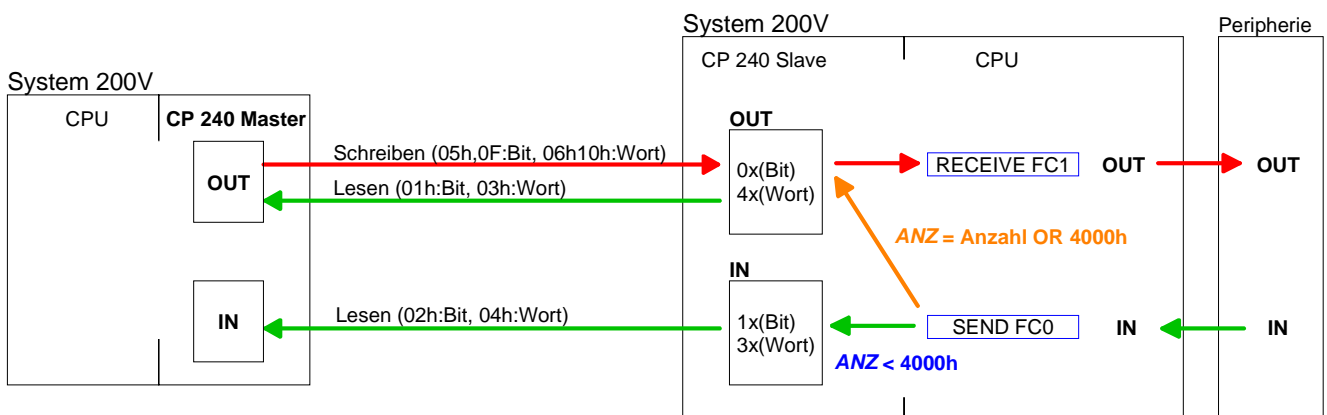 System 200V
Peripherie
CP 240 Slave
CPU
System 200V
CPU
CP 240 Master
OUT
Schreiben (05h,0F:Bit, 06h10h:Wort)
OUT
0x(Bit)
4x(Wort)
RECEIVE FC1
OUT
OUT
Lesen (01h:Bit, 03h:Wort)
ANZ = Anzahl OR 4000h
IN
IN
Lesen (02h:Bit, 04h:Wort)
1x(Bit)
3x(Wort)
SEND FC0
IN
IN
ANZ < 4000h